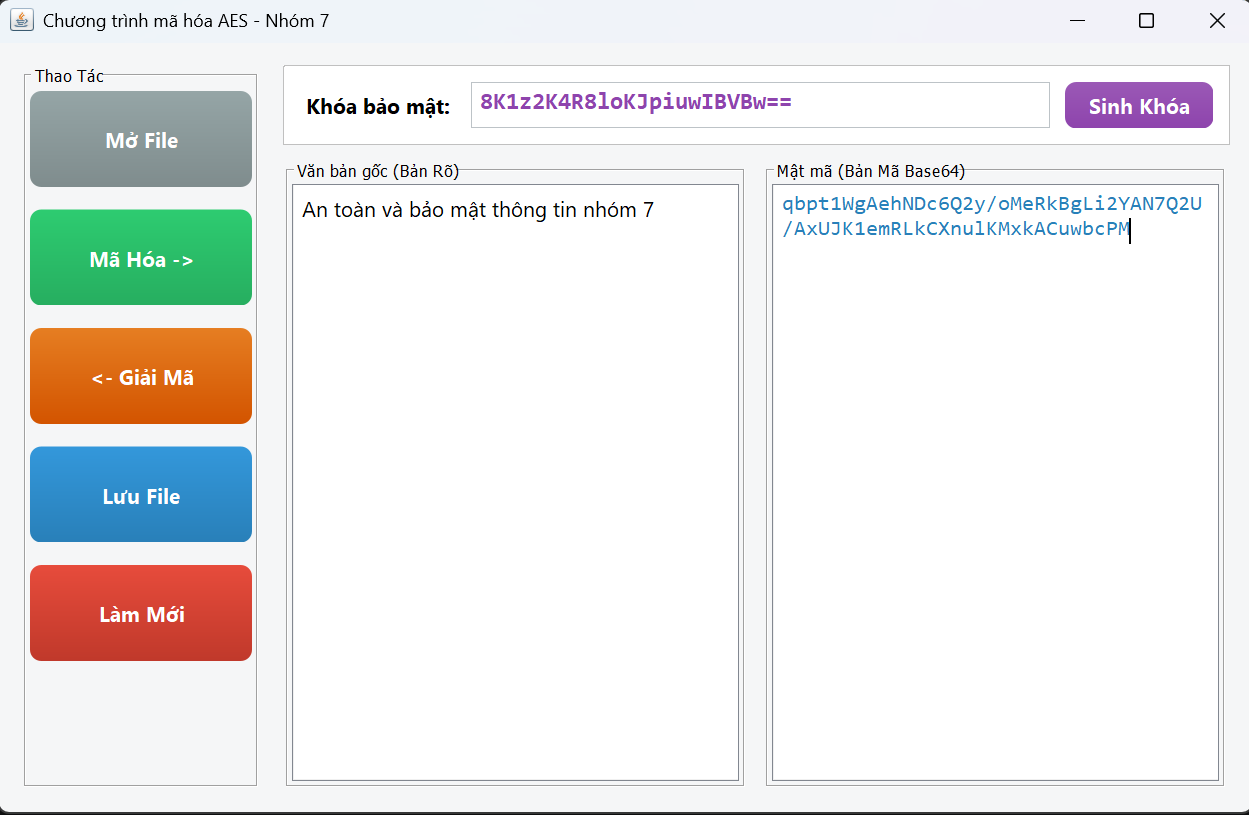 Chương trình mã hóa AES - Nhóm 7
Thao Tác
Mở File
Mã Hóa ->
<- Giải Mã
Lưu File
Làm Mới
Khóa bảo mật:
8K1z2K4R8loKJpiuwIBVBw==
Sinh Khóa
Văn bản gốc (Bản Rõ)
An toàn và bảo mật thông tin nhóm 7
Mật mã (Bản Mã Base64)
qbpt1WgAehNDc6Q2y/oMeRkBgLi2YAN7Q2U
/AxUJK1emRLkCXnulKMxkACuwbcPM